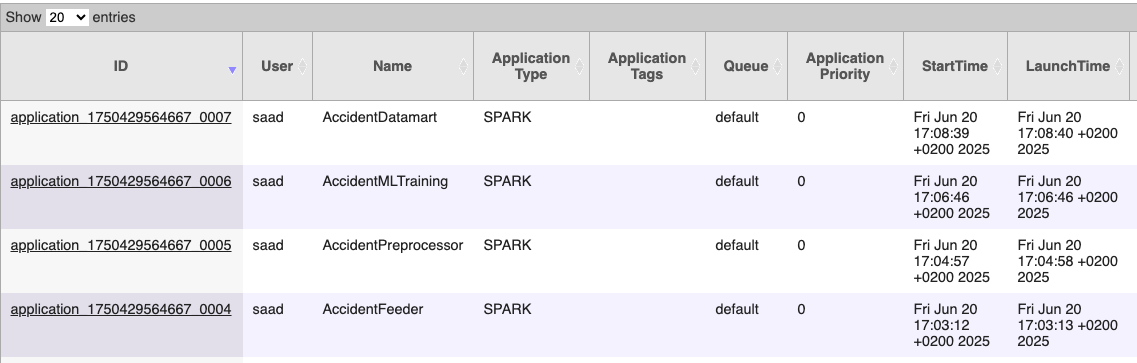 Show 20 entries
ID User Name Application Type Application Tags Queue Application Priority StartTime LaunchTime
application_1750429564667_0007 saad AccidentDatamart SPARK default 0 Fri Jun 20 17:08:39 +0200 2025 Fri Jun 20 17:08:40 +0200 2025
application_1750429564667_0006 saad AccidentMLTraining SPARK default 0 Fri Jun 20 17:06:46 +0200 2025 Fri Jun 20 17:06:46 +0200 2025
application_1750429564667_0005 saad AccidentPreprocessor SPARK default 0 Fri Jun 20 17:04:57 +0200 2025 Fri Jun 20 17:04:58 +0200 2025
application_1750429564667_0004 saad AccidentFeeder SPARK default 0 Fri Jun 20 17:03:12 +0200 2025 Fri Jun 20 17:03:13 +0200 2025